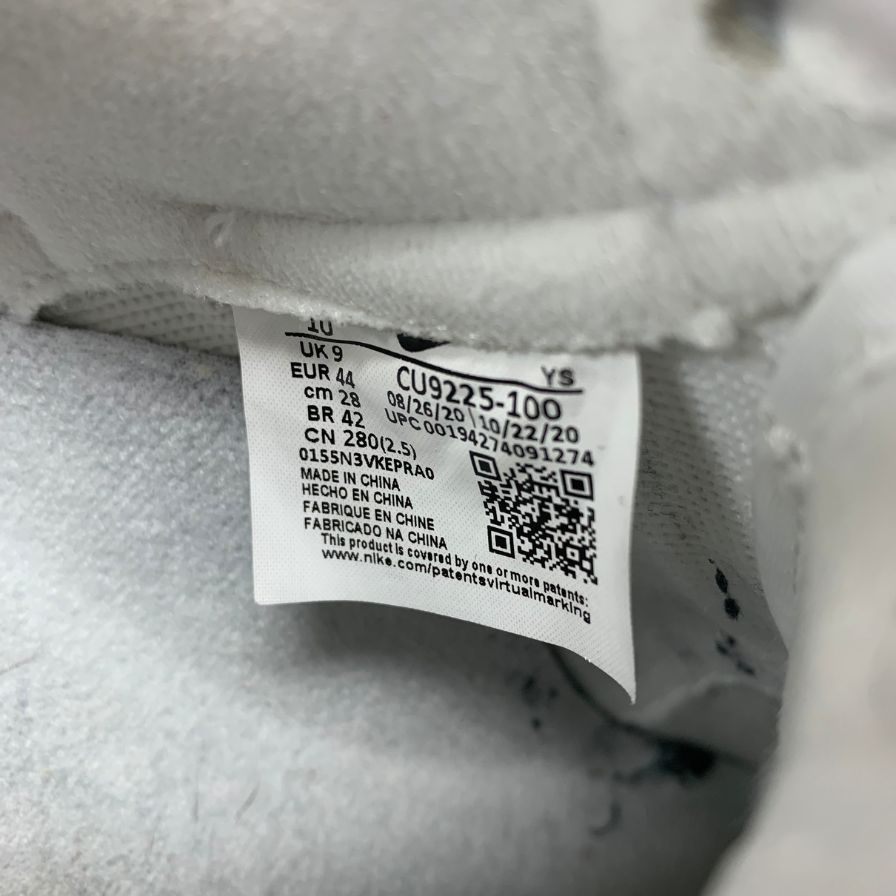 10
UK 9
YS
EUR 44
CU9225-100
cm 28
08/26/20 10/22/20
BR 42
UPC 00194274091274
CN 280(2.5)
0155N3VKEPRA0
MADE IN CHINA
HECHO EN CHINA
FABRIQUE EN CHINE
FABRICADO NA CHINA
This product is covered by one or more patents:
www.nike.com/patentsvirtualmarking